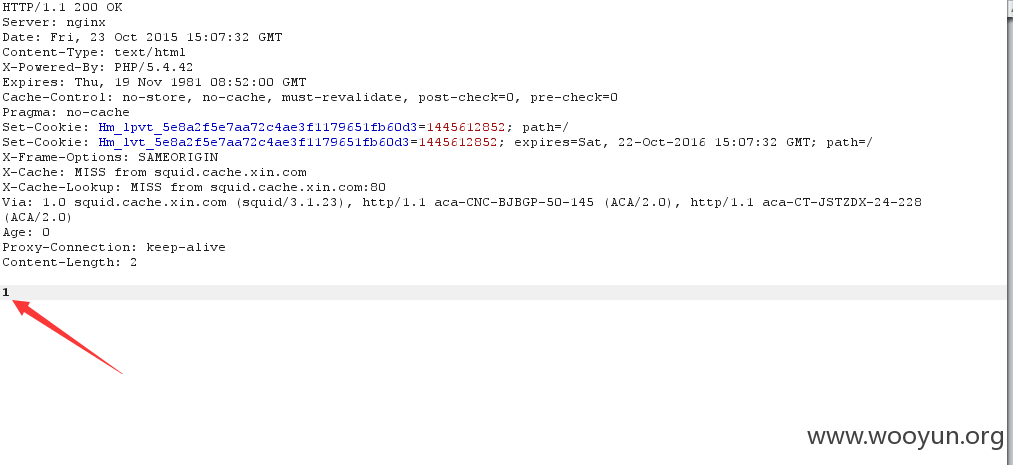 HTTP/1.1 200 OK
Server: nginx
Date: Fri, 23 Oct 2015 15:07:32 GMT
Content-Type: text/html
X-Powered-By: PHP/5.4.42
Expires: Thu, 19 Nov 1981 08:52:00 GMT
Cache-Control: no-store, no-cache, must-revalidate, post-check=0, pre-check=0
Pragma: no-cache
Set-Cookie: Hm_lpvt_5e8a2f5e7aa72c4ae3f1179651fb60d3=1445612852; path=/
Set-Cookie: Hm_lvt_5e8a2f5e7aa72c4ae3f1179651fb60d3=1445612852; expires=Sat, 22-Oct-2016 15:07:32 GMT; path=/
X-Frame-Options: SAMEORIGIN
X-Cache: MISS from squid.cache.xin.com
X-Cache-Lookup: MISS from squid.cache.xin.com:80
Via: 1.0 squid.cache.xin.com (squid/3.1.23), http/1.1 aca-CNC-BJBGP-50-145 (ACA/2.0), http/1.1 aca-CT-JSTZDX-24-228
(ACA/2.0)
Age: 0
Proxy-Connection: keep-alive
Content-Length: 2
1
www.wooyun.org